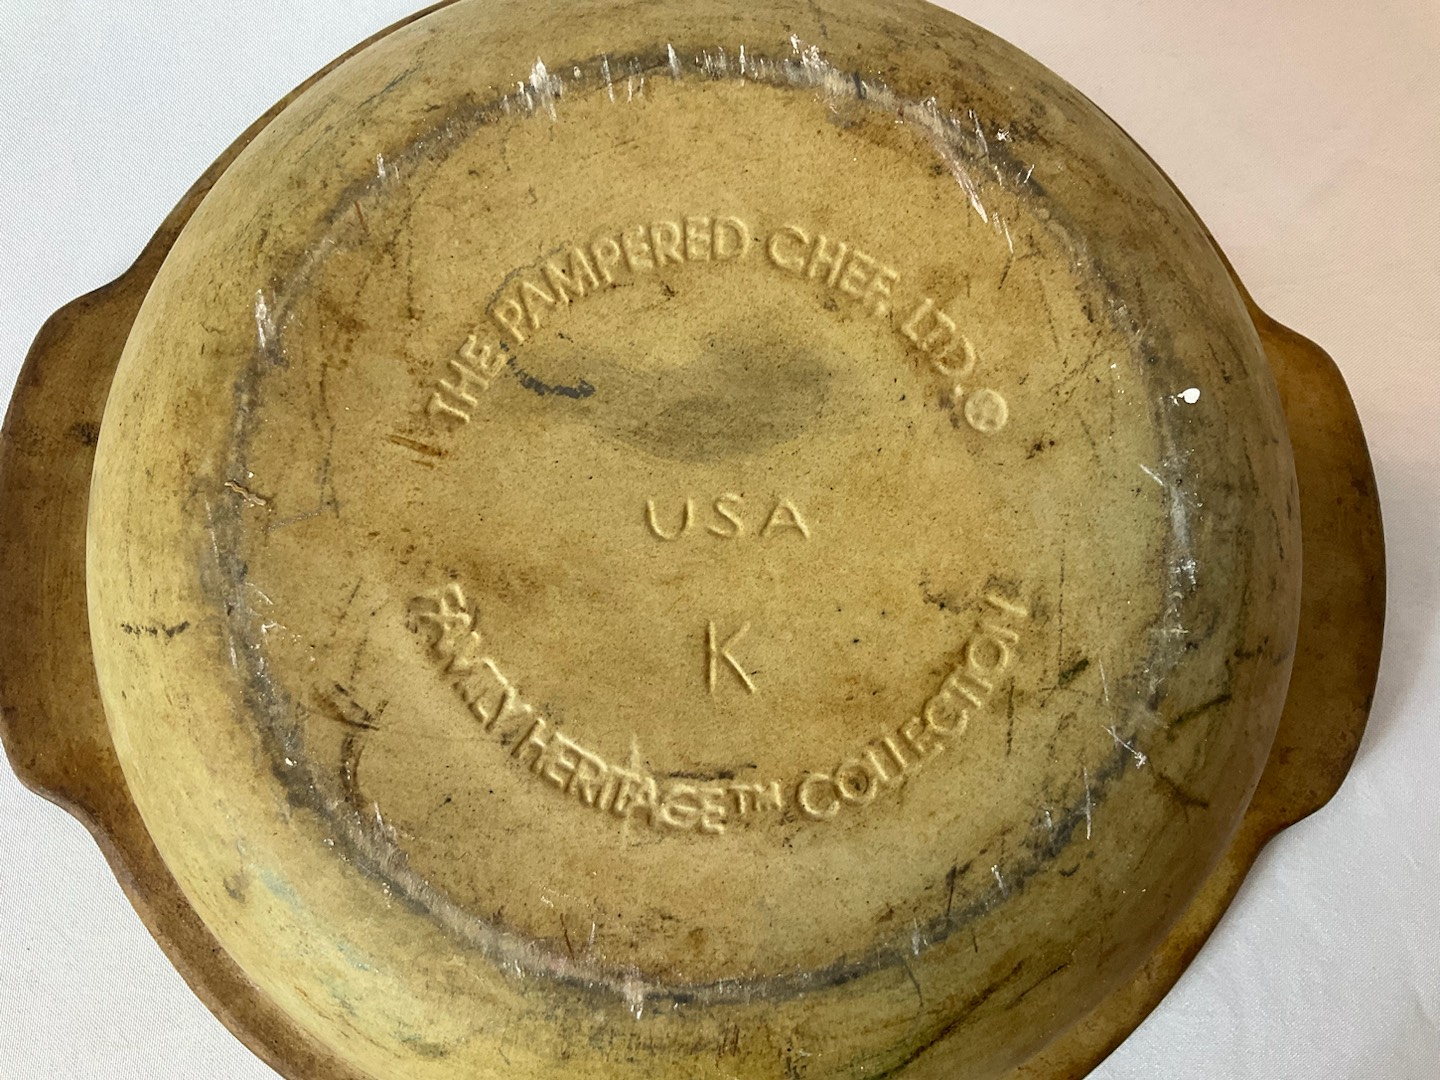 THE PAMPERED CHEF, LTD.®
USA
K
FAMILY HERITAGE™ COLLECTION